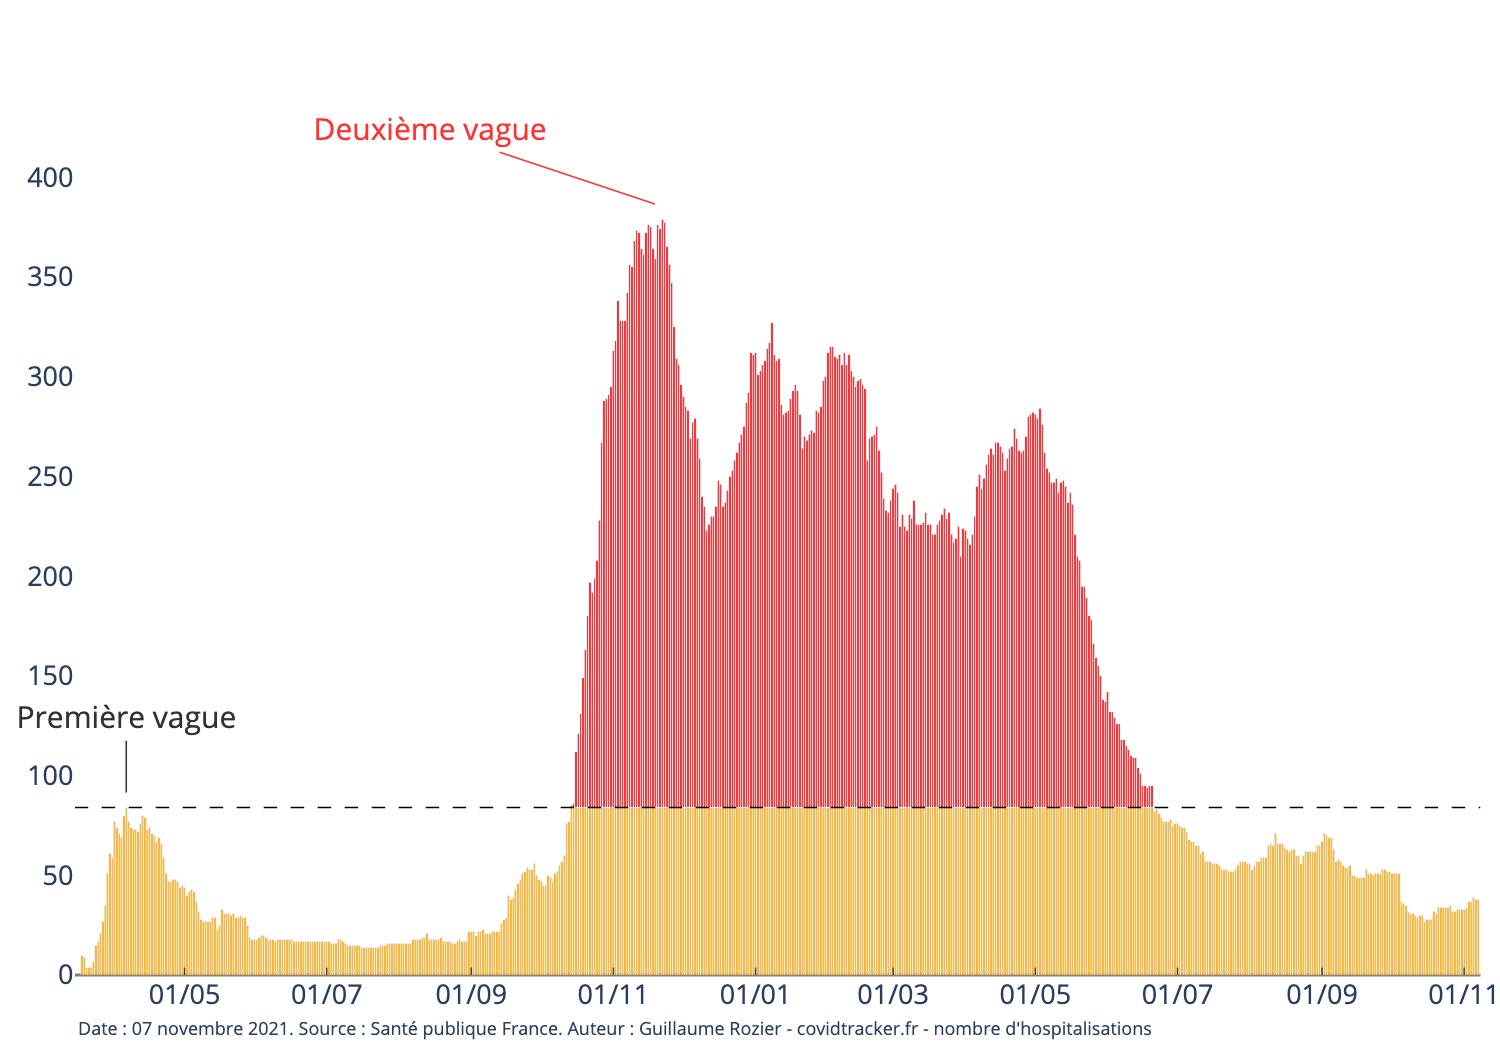 Deuxième vague
400
350
300
250
200
150
Première vague
100
50
0
01/05 01/07 01/09 01/11 01/01 01/03 01/05 01/07 01/09 01/11
Date : 07 novembre 2021. Source : Santé publique France. Auteur : Guillaume Rozier - covidtracker.fr - nombre d'hospitalisations